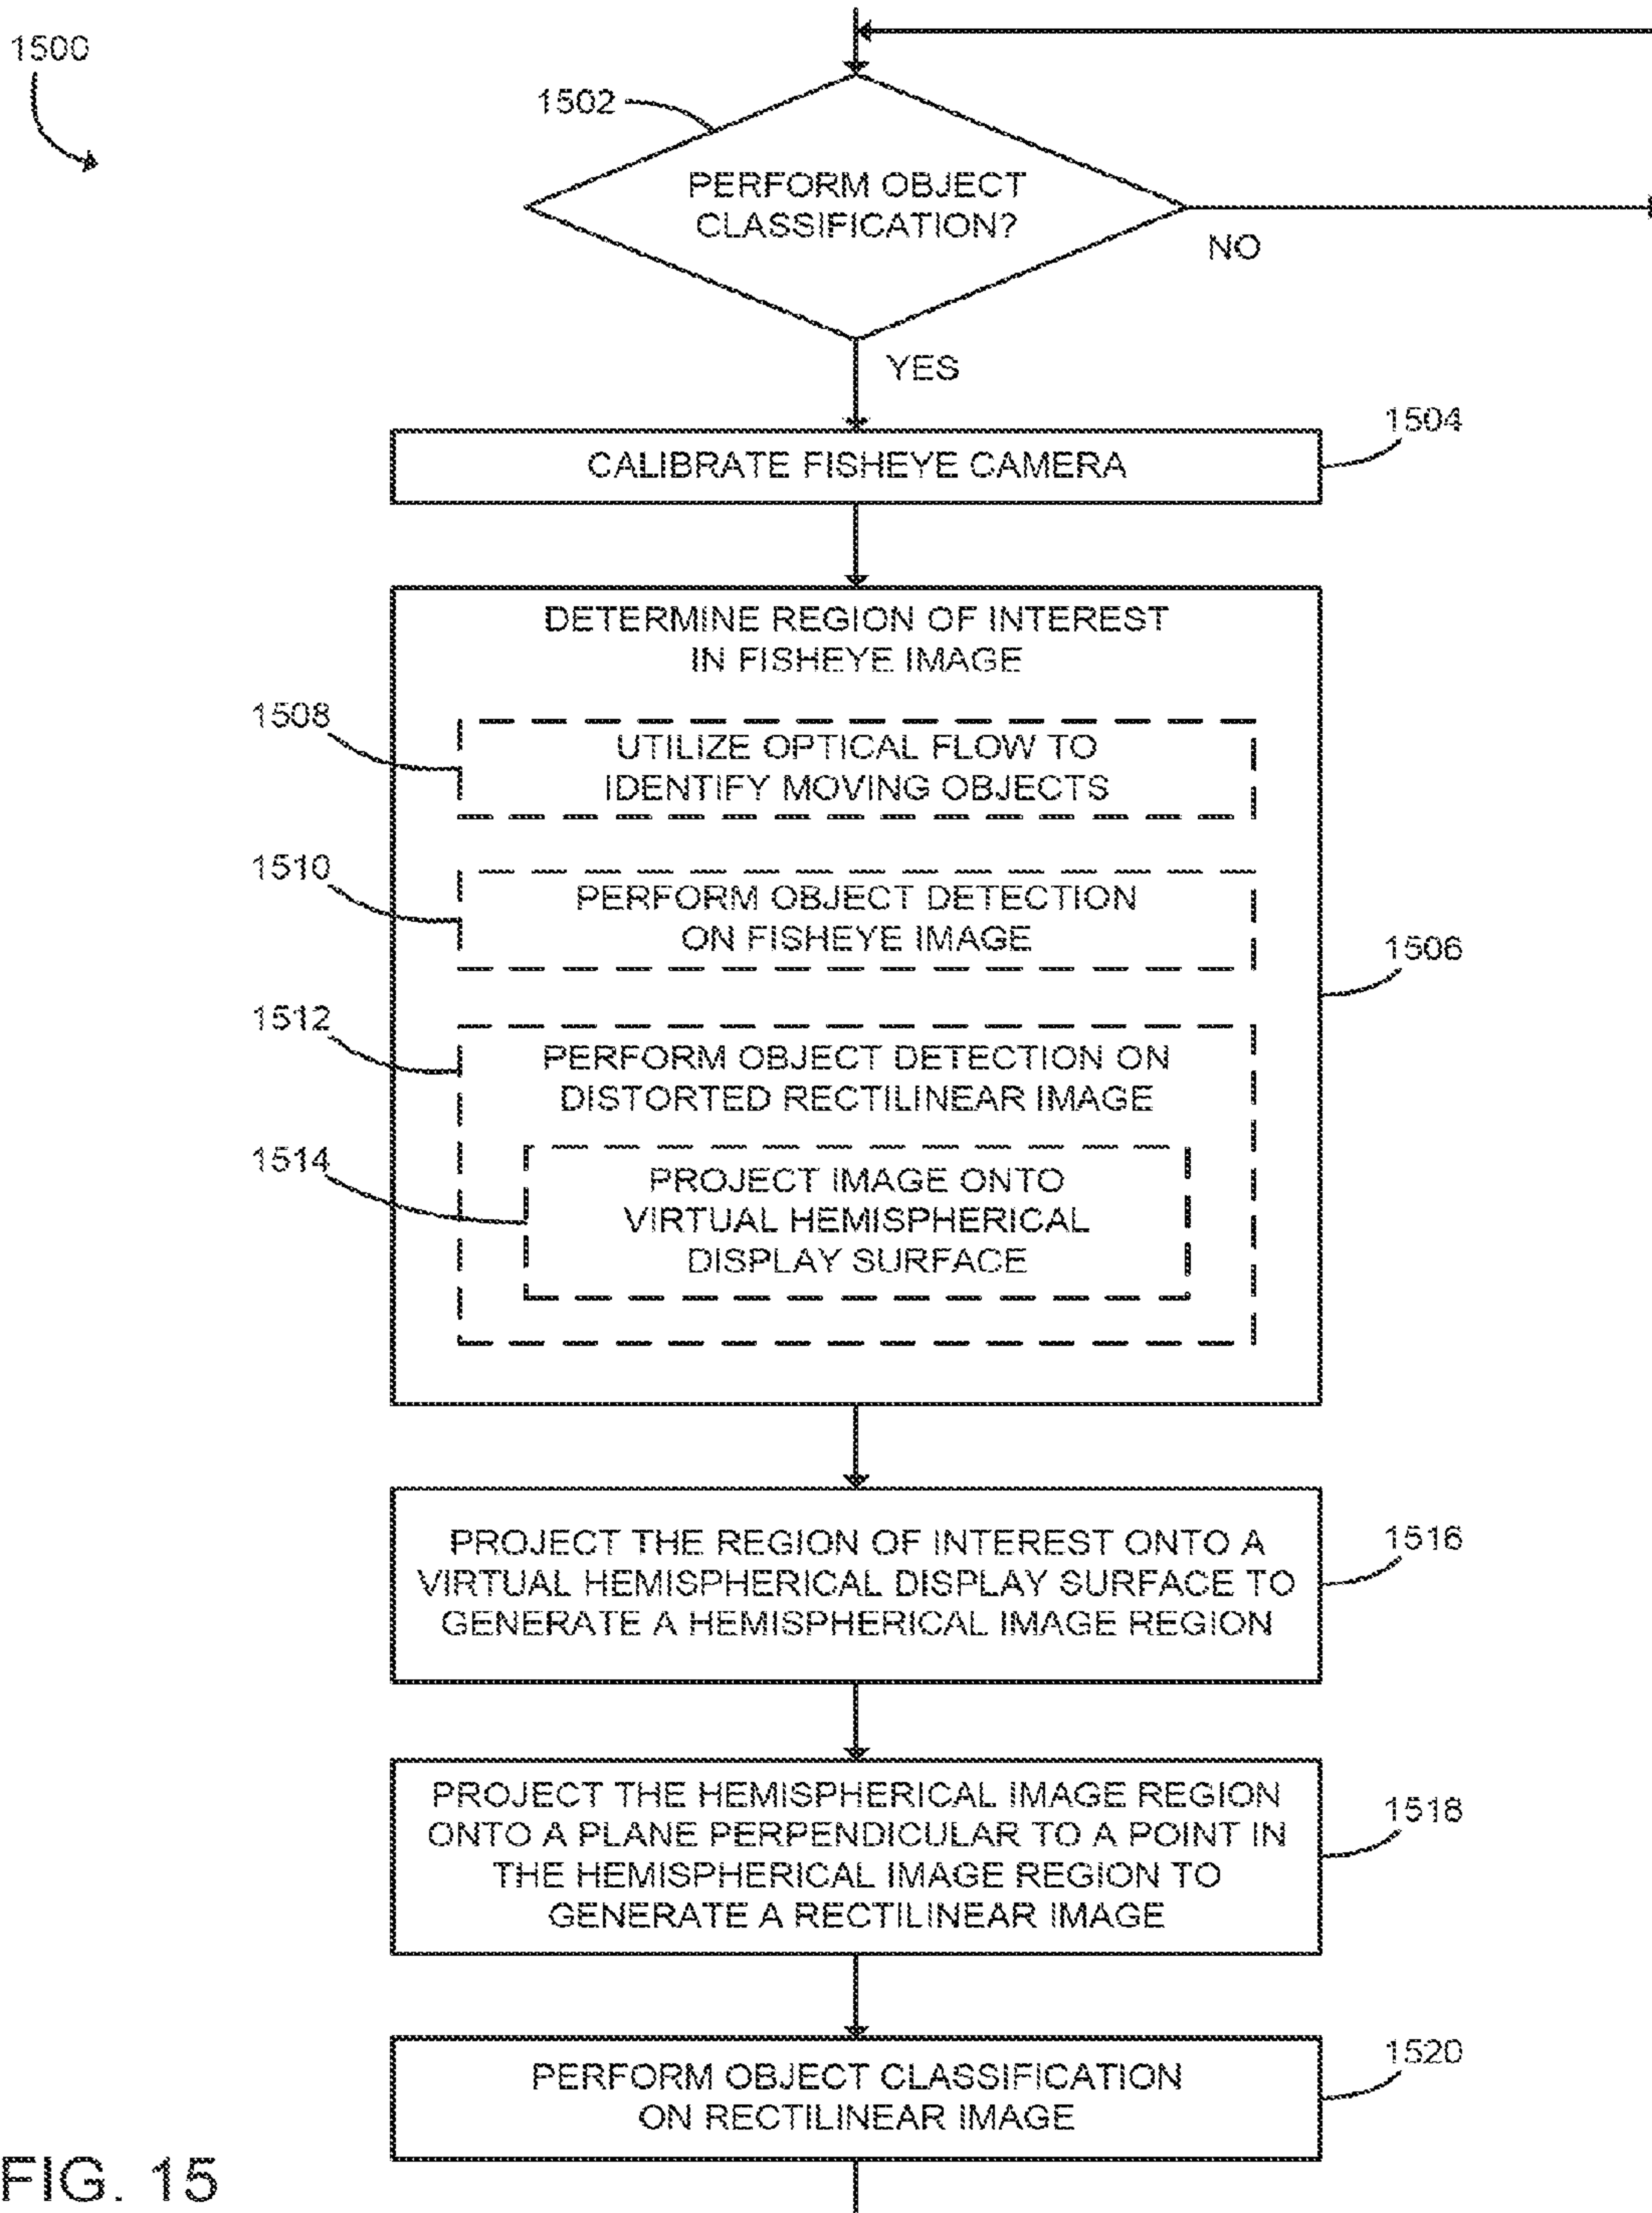 1500
1502
PERFORM OBJECT
CLASSIFICATION?
NO
YES
1504
CALIBRATE FISHEYE CAMERA
DETERMINE REGION OF INTEREST
IN FISHEYE IMAGE
1508
UTILIZE OPTICAL FLOW TO
IDENTIFY MOVING OBJECTS
1510
PERFORM OBJECT DETECTION
ON FISHEYE IMAGE
1506
1512
PERFORM OBJECT DETECTION ON
DISTORTED RECTILINEAR IMAGE
1514
PROJECT IMAGE ONTO
VIRTUAL HEMISPHERICAL
DISPLAY SURFACE
1516
PROJECT THE REGION OF INTEREST ONTO A
VIRTUAL HEMISPHERICAL DISPLAY SURFACE TO
GENERATE A HEMISPHERICAL IMAGE REGION
1518
PROJECT THE HEMISPHERICAL IMAGE REGION
ONTO A PLANE PERPENDICULAR TO A POINT IN
THE HEMISPHERICAL IMAGE REGION TO
GENERATE A RECTILINEAR IMAGE
1520
PERFORM OBJECT CLASSIFICATION
ON RECTILINEAR IMAGE
FIG. 15